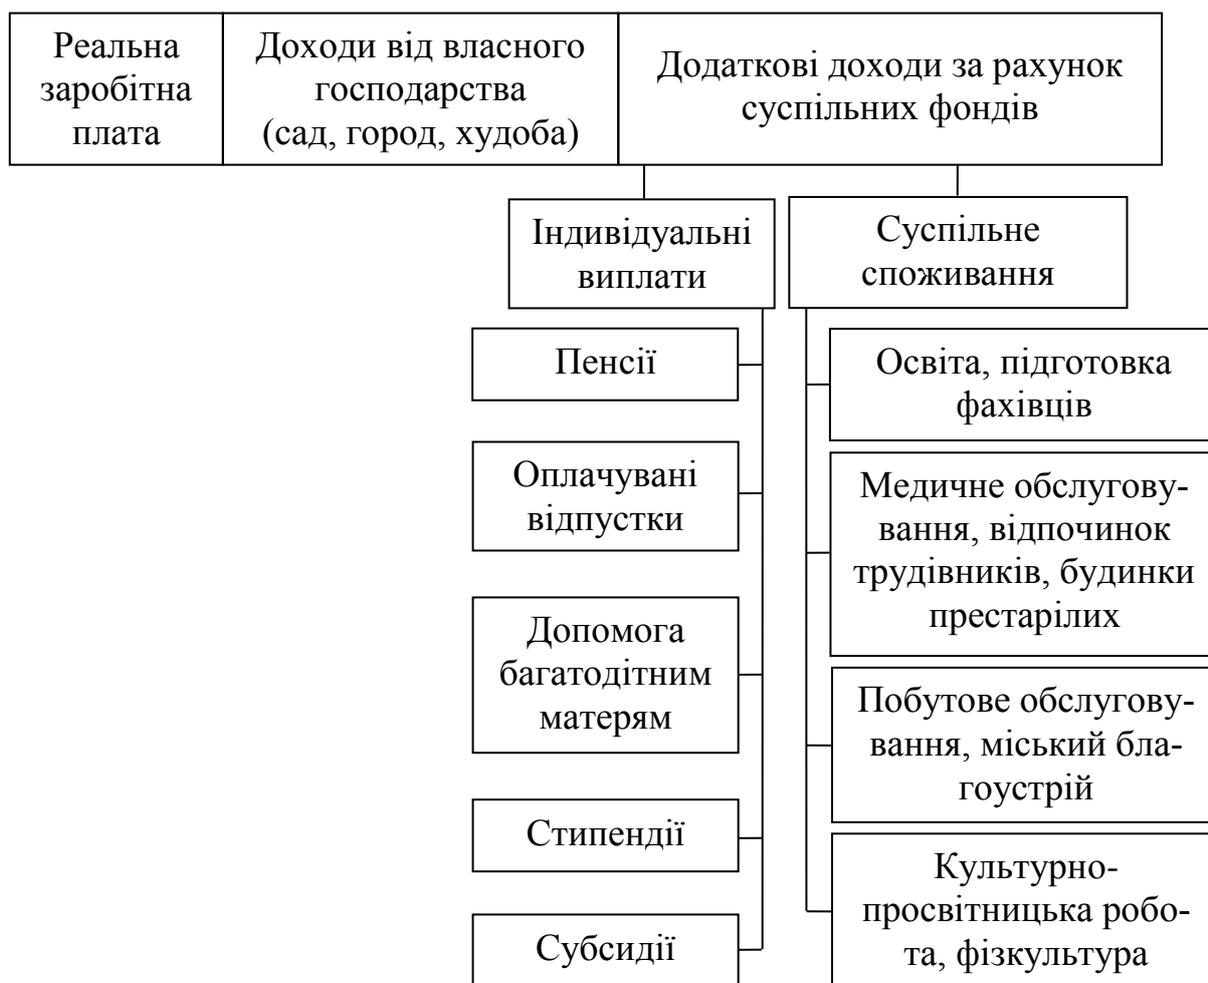 Реальна
заробітна
плата
Доходи від власного
господарства
(сад, город, худоба)
Додаткові доходи за рахунок
суспільних фондів
Індивідуальні
виплати
Суспільне
споживання
Пенсії
Оплачувані
відпустки
Допомога
багатодітним
матерям
Стипендії
Субсидії
Освіта, підготовка
фахівців
Медичне обслугову-
вання, відпочинок
трудівників, будинки
престарілих
Побутове обслугову-
вання, міський бла-
гоустрій
Культурно-
просвітницька робо-
та, фізкультура